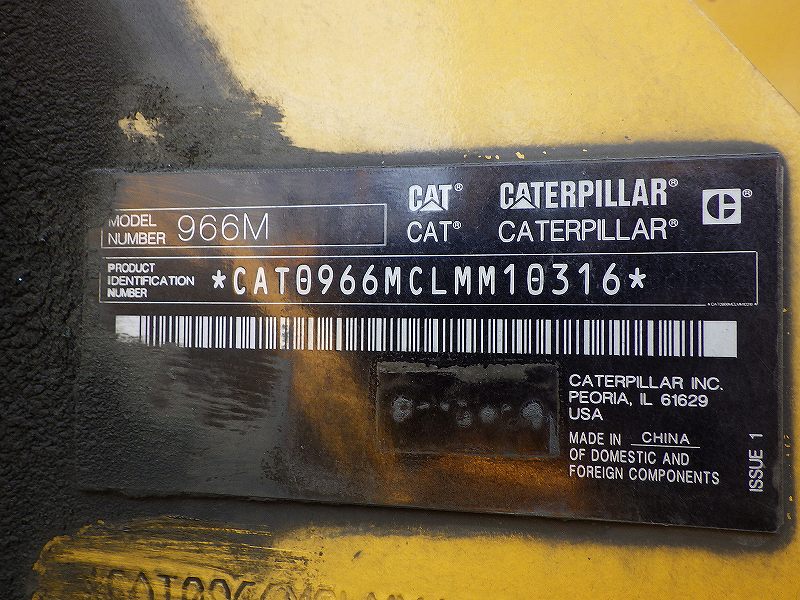 CAT® CATERPILLAR®
CAT® CATERPILLAR®
MODEL NUMBER 966M
PRODUCT IDENTIFICATION NUMBER *CAT0966MCLMM10316*
*CAT0966MCLMM10316*
CATERPILLAR INC.
PEORIA, IL 61629
USA
MADE IN CHINA
OF DOMESTIC AND
FOREIGN COMPONENTS
ISSUE 1